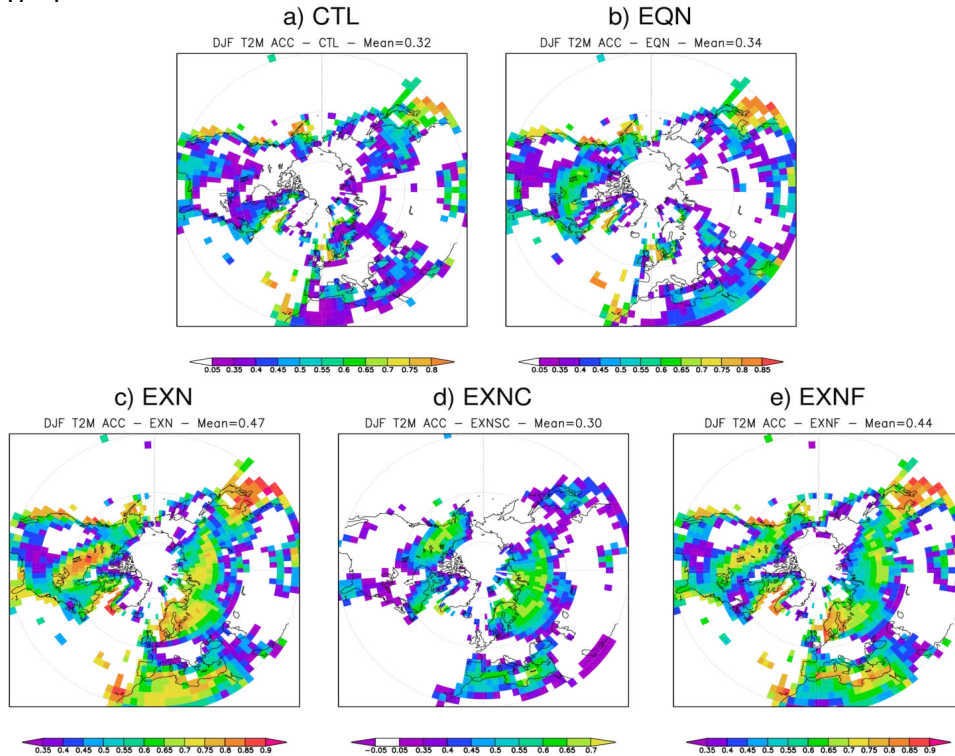 a) CTL
DJF T2M ACC - CTL - Mean=0.32
b) EQN
DJF T2M ACC - EQN - Mean=0.34
0.05 0.35 0.4 0.45 0.5 0.55 0.6 0.65 0.7 0.75 0.8
0.05 0.35 0.4 0.45 0.5 0.55 0.6 0.65 0.7 0.75 0.8 0.85
c) EXN
DJF T2M ACC - EXN - Mean=0.47
d) EXNC
DJF T2M ACC - EXNSC - Mean=0.30
e) EXNF
DJF T2M ACC - EXNF - Mean=0.44
0.35 0.4 0.45 0.5 0.55 0.6 0.65 0.7 0.75 0.8 0.85 0.9
-0.05 0.05 0.35 0.4 0.45 0.5 0.55 0.6 0.65 0.7
0.35 0.4 0.45 0.5 0.55 0.6 0.65 0.7 0.75 0.8 0.85 0.9